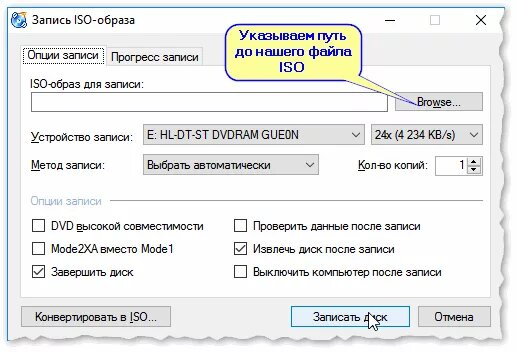 Запись ISO-образа
Указываем путь
до нашего файла
ISO
Опции записи
Прогресс записи
ISO-образ для записи:
Browse...
Устройство записи:
E: HL-DT-ST DVDRAM GUE0N
24x (4 234 KB/s)
Метод записи:
Выбрать автоматически
Кол-во копий:
1
Опции записи
DVD высокой совместимости
Проверить данные после записи
Mode2XA вместо Mode1
Извлечь диск после записи
Завершить диск
Выключить компьютер после записи
Конвертировать в ISO...
Записать диск
Отмена